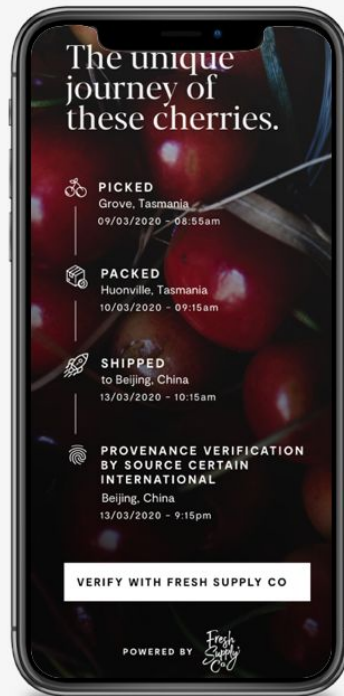 The unique
journey of
these cherries.
PICKED
Grove, Tasmania
09/03/2020 - 08:55am
PACKED
Huonville, Tasmania
10/03/2020 - 09:15am
SHIPPED
to Beijing, China
13/03/2020 - 10:15am
PROVENANCE VERIFICATION
BY SOURCE CERTAIN
INTERNATIONAL
Beijing, China
13/03/2020 - 9:15pm
VERIFY WITH FRESH SUPPLY CO
POWERED BY
Fresh
Supply
Co.